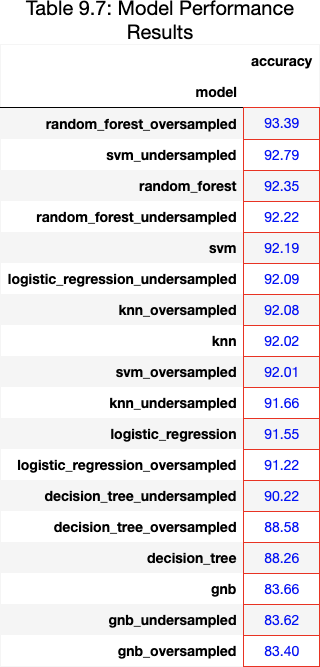 Table 9.7: Model Performance
Results
accuracy
model
random_forest_oversampled 93.39
svm_undersampled 92.79
random_forest 92.35
random_forest_undersampled 92.22
svm 92.19
logistic_regression_undersampled 92.09
knn_oversampled 92.08
knn 92.02
svm_oversampled 92.01
knn_undersampled 91.66
logistic_regression 91.55
logistic_regression_oversampled 91.22
decision_tree_undersampled 90.22
decision_tree_oversampled 88.58
decision_tree 88.26
gnb 83.66
gnb_undersampled 83.62
gnb_oversampled 83.40